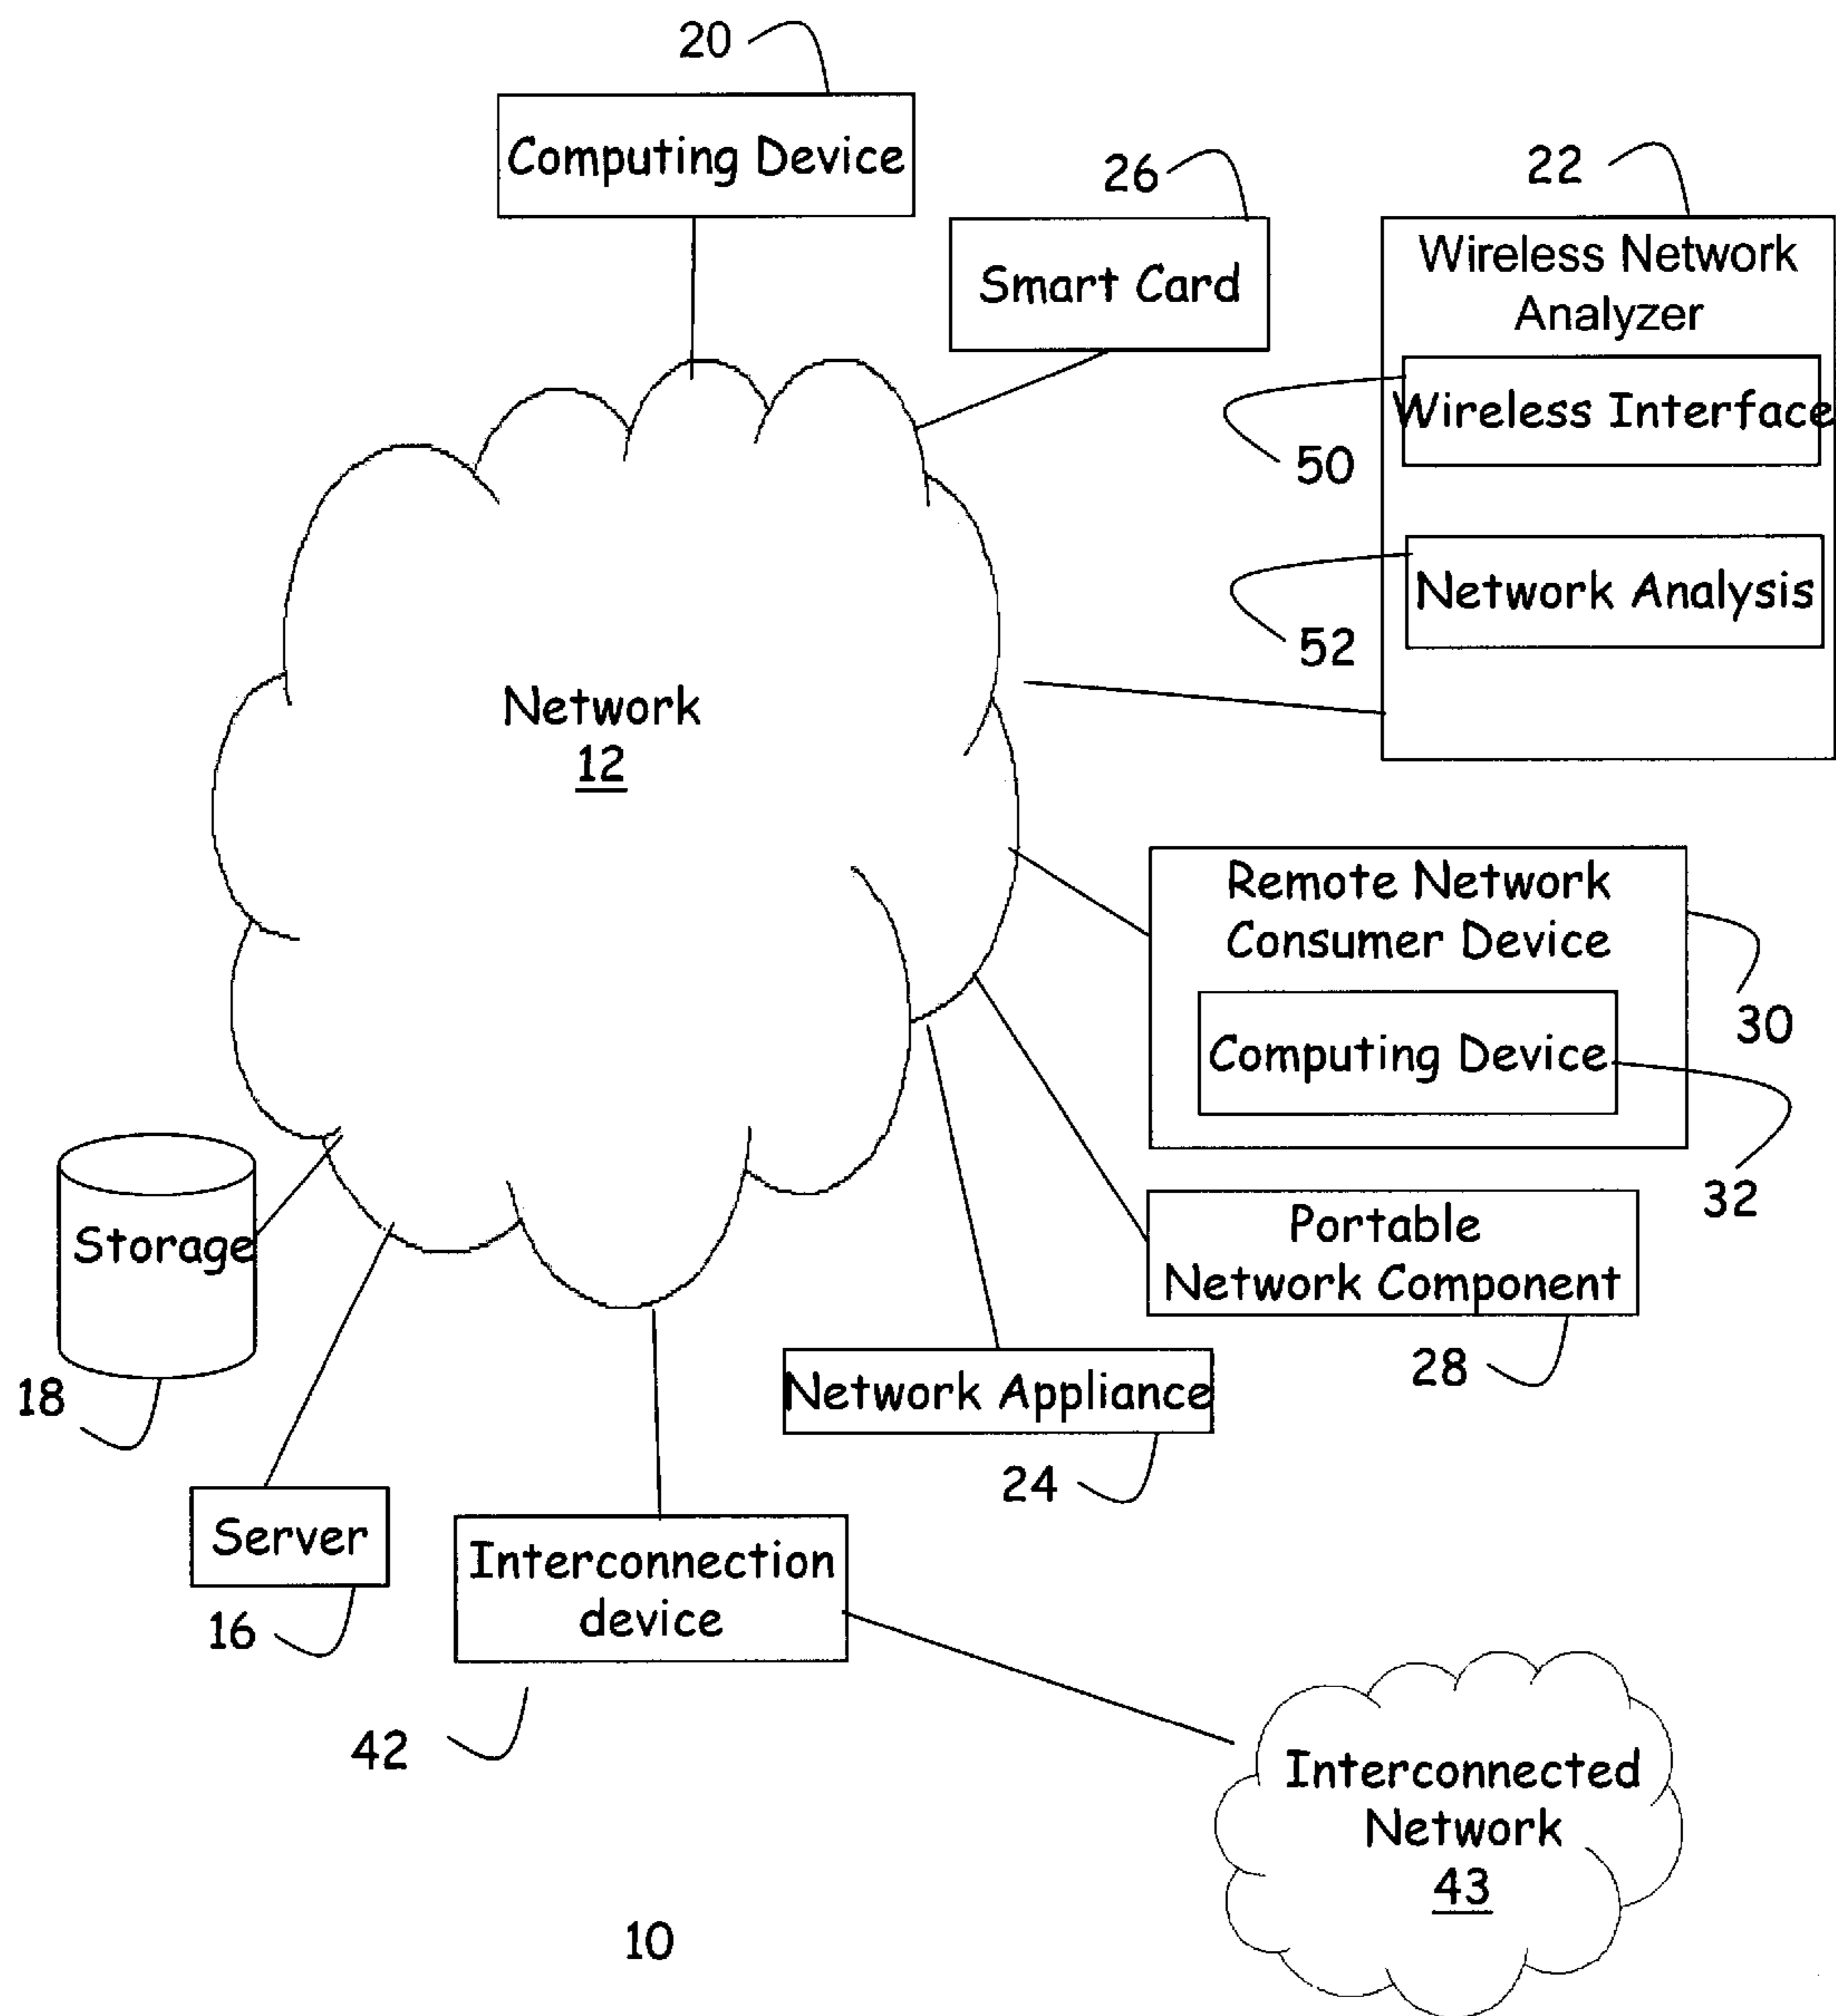 20
Computing Device
26
Smart Card
22
Wireless Network
Analyzer
Wireless Interface
50
Network Analysis
52
Network
12
Remote Network
Consumer Device
30
Computing Device
32
Storage
18
Portable
Network Component
28
Network Appliance
24
Server
16
Interconnection
device
42
Interconnected
Network
43
10